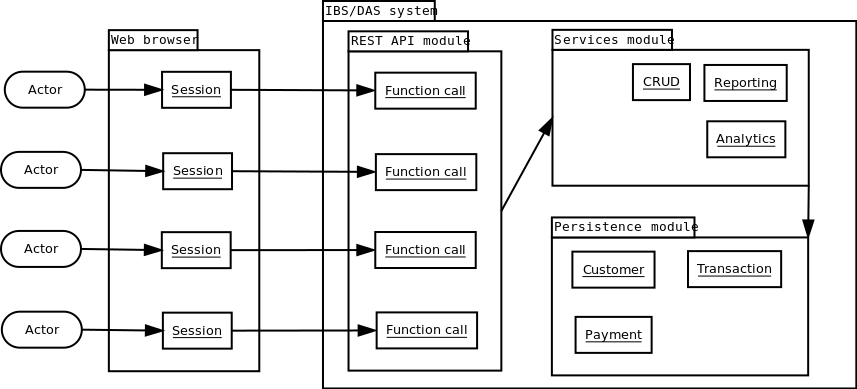 IBS/DAS system
Web browser
REST API module
Services module
Actor
Session
Function call
CRUD
Reporting
Analytics
Actor
Session
Function call
Persistence module
Actor
Session
Function call
Customer
Transaction
Actor
Session
Function call
Payment